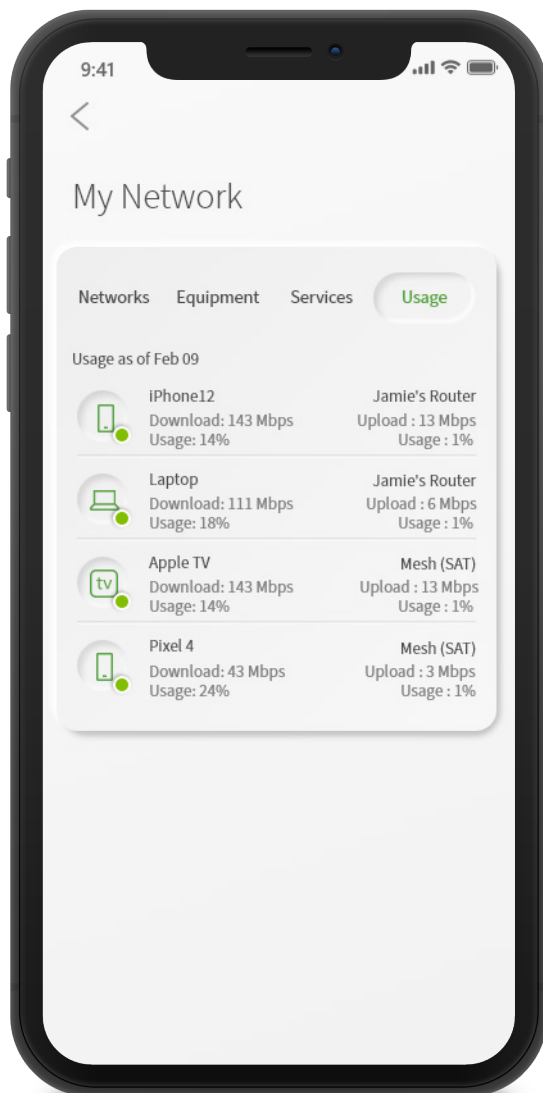 9:41
My Network
Networks Equipment Services Usage
Usage as of Feb 09
iPhone12 Jamie's Router
Download: 143 Mbps Upload : 13 Mbps
Usage: 14% Usage : 1%
Laptop Jamie's Router
Download: 111 Mbps Upload : 6 Mbps
Usage: 18% Usage : 1%
Apple TV Mesh (SAT)
tv Download: 143 Mbps Upload : 13 Mbps
Usage: 14% Usage : 1%
Pixel 4 Mesh (SAT)
Download: 43 Mbps Upload : 3 Mbps
Usage: 24% Usage : 1%